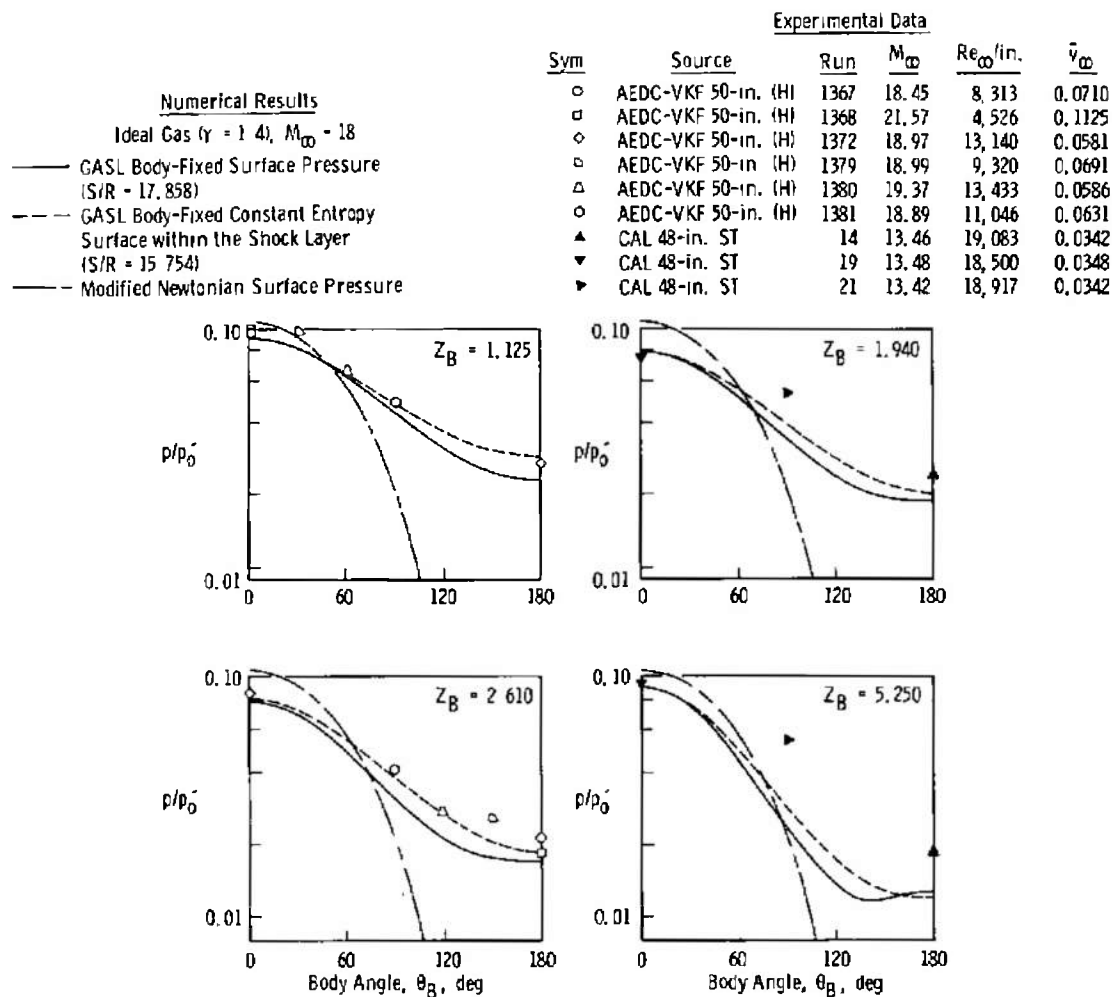 Experimental Data
Sym Source Run M∞ Re∞/in. v̄∞
AEDC-VKF 50-in. (H) 1367 18.45 8,313 0.0710
AEDC-VKF 50-in. (H) 1368 21.57 4,526 0.1125
AEDC-VKF 50-in. (H) 1372 18.97 13,140 0.0581
AEDC-VKF 50-in (H) 1379 18.99 9,320 0.0691
AEDC-VKF 50-in. (H) 1380 19.37 13,433 0.0586
AEDC-VKF 50-in. (H) 1381 18.89 11,046 0.0631
CAL 48-in. ST 14 13.46 19,083 0.0342
CAL 48-in. ST 19 13.48 18,500 0.0348
CAL 48-in. ST 21 13.42 18,917 0.0342
Numerical Results
Ideal Gas (γ = 1 4), M∞ - 18
GASL Body-Fixed Surface Pressure
(S/R - 17.858)
GASL Body-Fixed Constant Entropy
Surface within the Shock Layer
(S/R = 15 754)
Modified Newtonian Surface Pressure
0.10
Z_B = 1.125
p/p₀′
0.01
0 60 120 180
0.10
Z_B = 1.940
p/p₀′
0.01
0 60 120 180
0.10
Z_B = 2 610
p/p₀′
0.01
0 60 120 180
Body Angle, θ_B, deg
0.10
Z_B = 5.250
p/p₀′
0.01
0 60 120 180
Body Angle, θ_B, deg